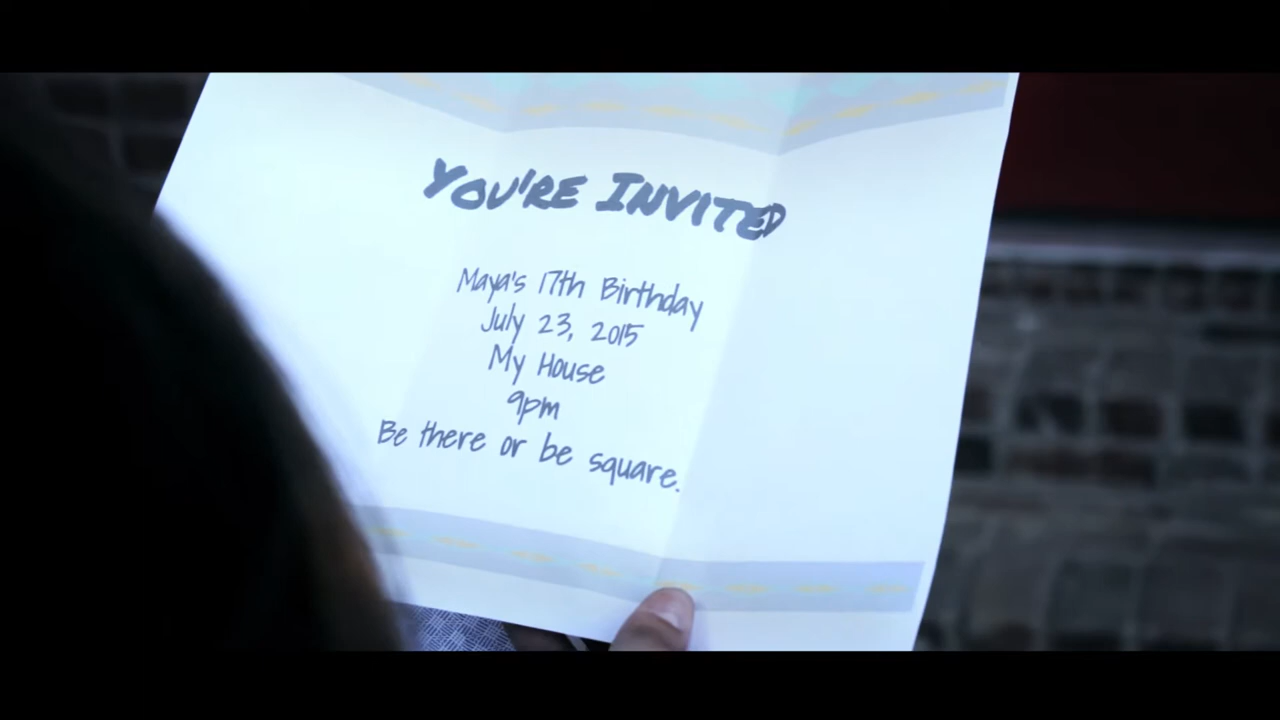 You're Invited
Maya's 17th Birthday
July 23, 2015
My House
9pm
Be there or be square.